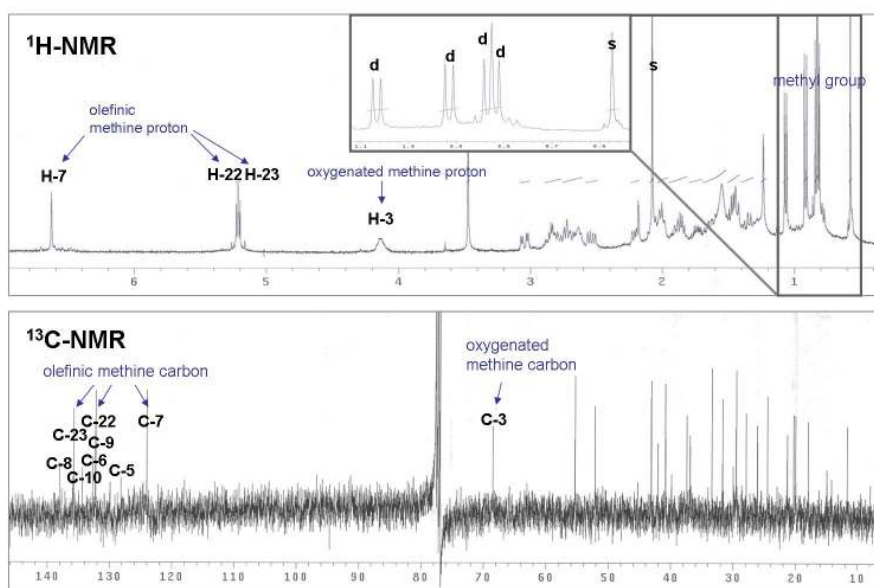 ¹H-NMR
olefinic
methine proton
H-7
H-22 H-23
oxygenated methine proton
H-3
d
d
d
d
s
s
methyl group
6
5
4
3
2
1
¹³C-NMR
olefinic methine carbon
C-22
C-7
C-23
C-9
C-8
C-6
C-5
C-10
oxygenated
methine carbon
C-3
140
130
120
110
100
90
80
70
60
50
40
30
20
10